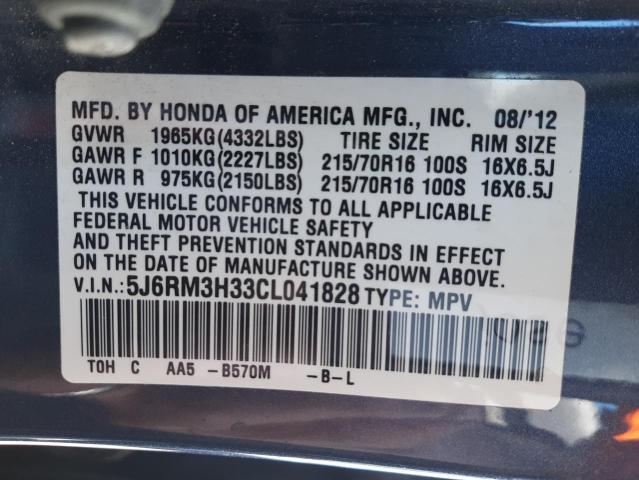 MFD. BY HONDA OF AMERICA MFG., INC. 08/'12
GVWR 1965KG(4332LBS) TIRE SIZE RIM SIZE
GAWR F 1010KG(2227LBS) 215/70R16 100S 16X6.5J
GAWR R 975KG(2150LBS) 215/70R16 100S 16X6.5J
THIS VEHICLE CONFORMS TO ALL APPLICABLE
FEDERAL MOTOR VEHICLE SAFETY
AND THEFT PREVENTION STANDARDS IN EFFECT
ON THE DATE OF MANUFACTURE SHOWN ABOVE.
V.I.N.:5J6RM3H33CL041828 TYPE: MPV
TOH C AA5 -B570M -B-L